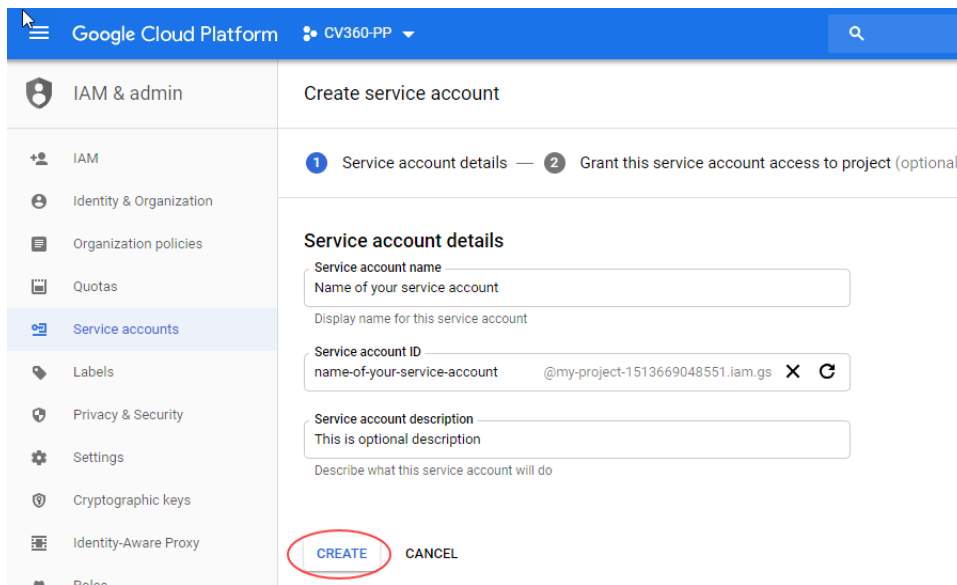 Google Cloud Platform CV360-PP
IAM & admin
Create service account
1 Service account details — 2 Grant this service account access to project (optional
IAM
Identity & Organization
Organization policies
Quotas
Service accounts
Labels
Privacy & Security
Settings
Cryptographic keys
Identity-Aware Proxy
Roles
Service account details
Service account name
Name of your service account
Display name for this service account
Service account ID
name-of-your-service-account @my-project-1513669048551.iam.gs
Service account description
This is optional description
Describe what this service account will do
CREATE CANCEL